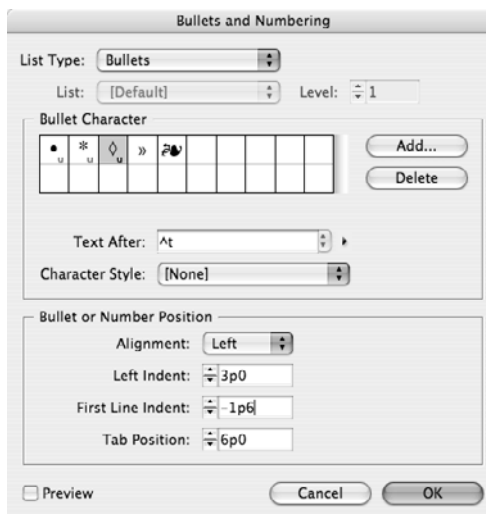 Bullets and Numbering
List Type: Bullets
List: [Default] Level: 1
Bullet Character
• u * u ◊ u »
Add...
Delete
Text After: ^t
Character Style: [None]
Bullet or Number Position
Alignment: Left
Left Indent: 3p0
First Line Indent: -1p6
Tab Position: 6p0
Preview Cancel OK